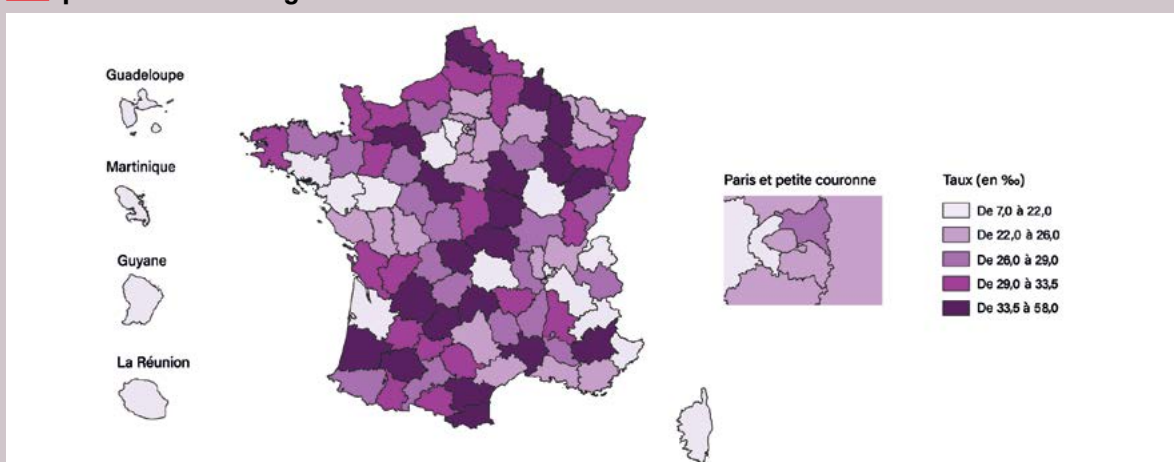 Guadeloupe
Martinique
Guyane
La Réunion
Paris et petite couronne
Taux (en ‰)
De 7,0 à 22,0
De 22,0 à 26,0
De 26,0 à 29,0
De 29,0 à 33,5
De 33,5 à 58,0